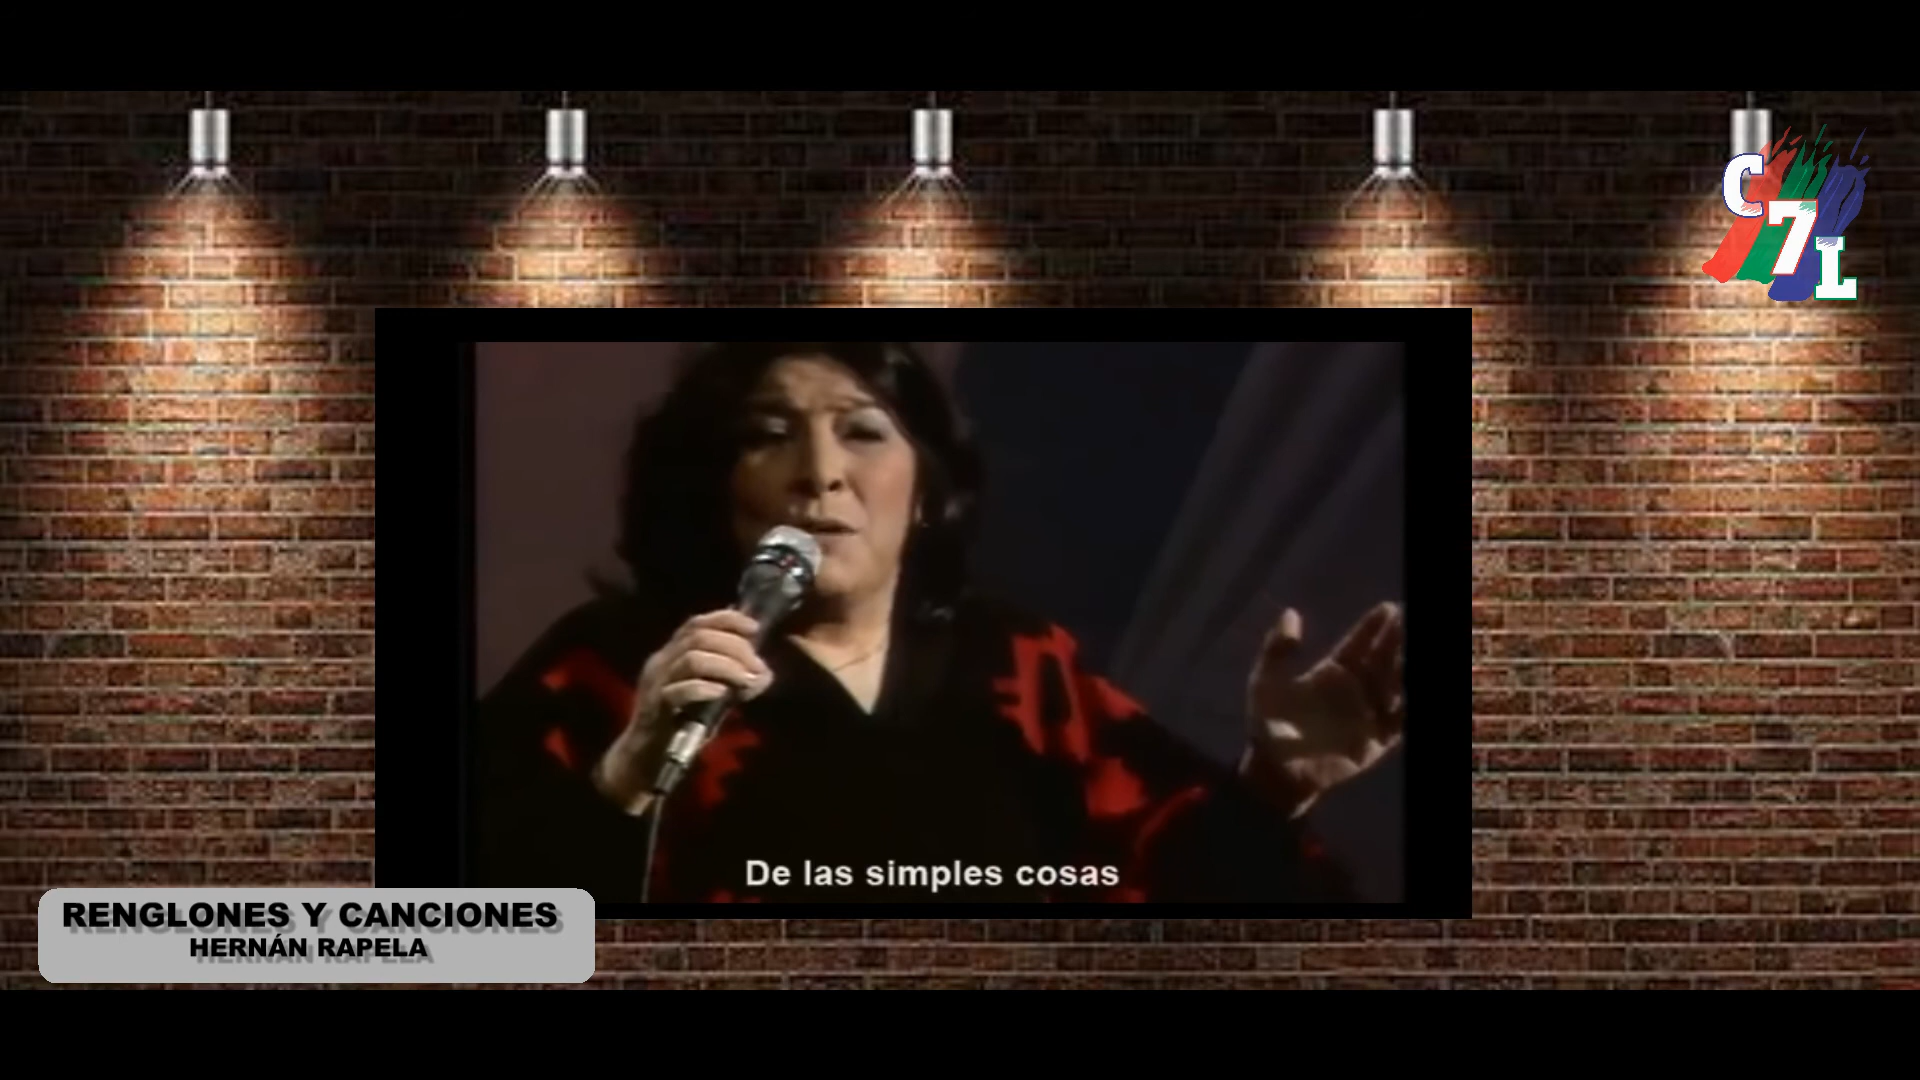 C
7
L
De las simples cosas
RENGLONES Y CANCIONES
HERNÁN RAPELA